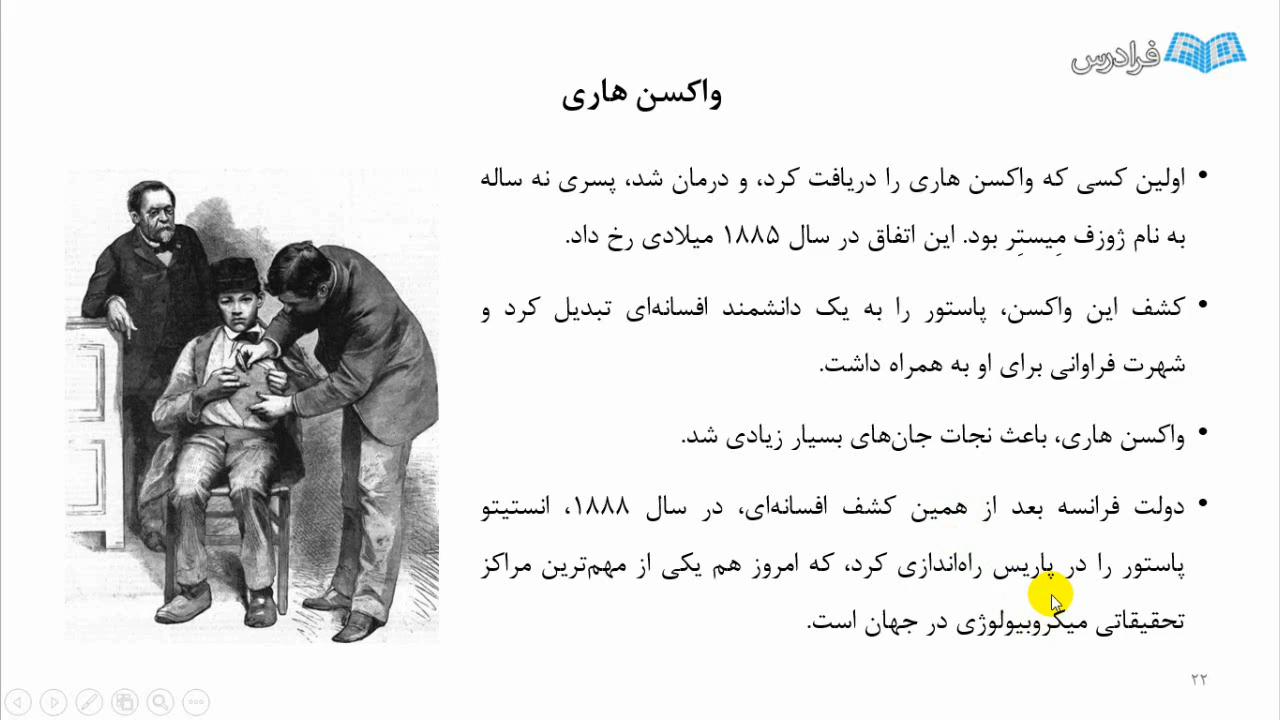 فرادرس
واکسن هاری
• اولین کسی که واکسن هاری را دریافت کرد، و درمان شد، پسری نه ساله
به نام ژوزف مِیستِر بود. این اتفاق در سال ۱۸۸۵ میلادی رخ داد.
• کشف این واکسن، پاستور را به یک دانشمند افسانه‌ای تبدیل کرد و
شهرت فراوانی برای او به همراه داشت.
• واکسن هاری، باعث نجات جان‌های بسیار زیادی شد.
• دولت فرانسه بعد از همین کشف افسانه‌ای، در سال ۱۸۸۸، انستیتو
پاستور را در پاریس راه‌اندازی کرد، که امروز هم یکی از مهم‌ترین مراکز
تحقیقاتی میکروبیولوژی در جهان است.
۲۲